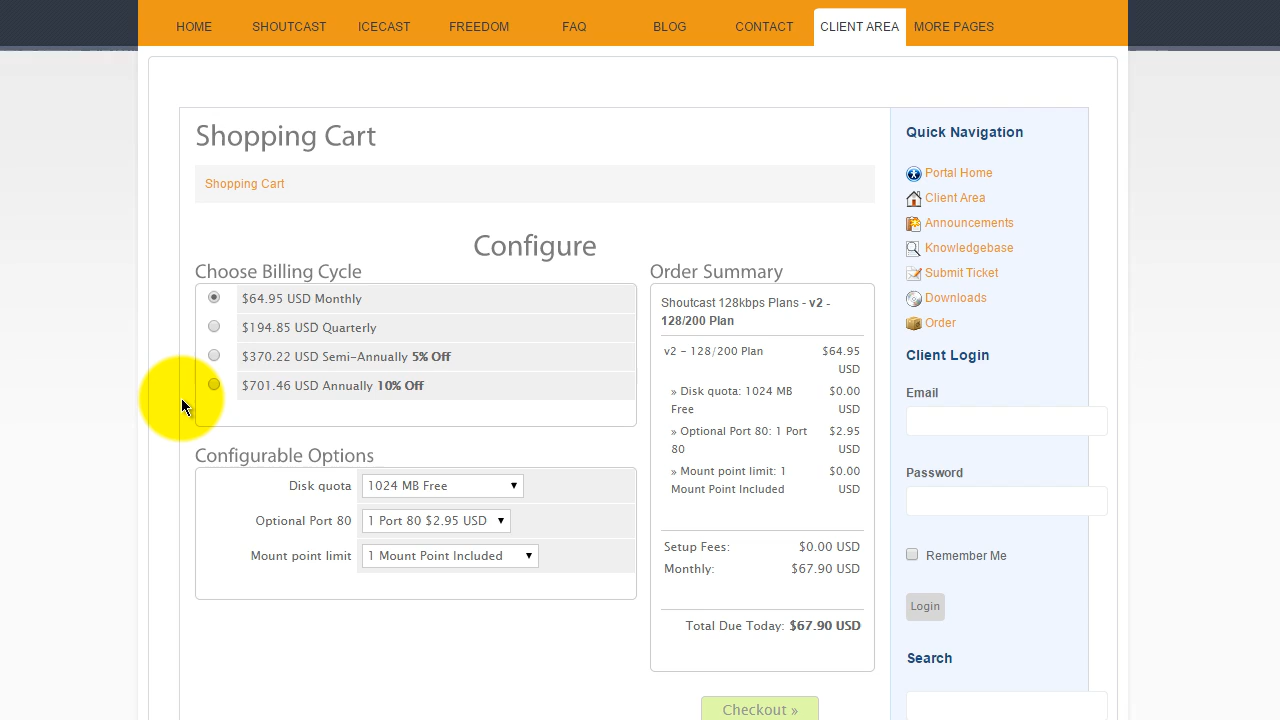 HOME SHOUTCAST ICECAST FREEDOM FAQ BLOG CONTACT CLIENT AREA MORE PAGES
Shopping Cart
Shopping Cart
Configure
Choose Billing Cycle
$64.95 USD Monthly
$194.85 USD Quarterly
$370.22 USD Semi-Annually 5% Off
$701.46 USD Annually 10% Off
Configurable Options
Disk quota 1024 MB Free
Optional Port 80 1 Port 80 $2.95 USD
Mount point limit 1 Mount Point Included
Order Summary
Shoutcast 128kbps Plans - v2 -
128/200 Plan
v2 - 128/200 Plan $64.95
USD
» Disk quota: 1024 MB $0.00
Free USD
» Optional Port 80: 1 Port $2.95
80 USD
» Mount point limit: 1 $0.00
Mount Point Included USD
Setup Fees: $0.00 USD
Monthly: $67.90 USD
Total Due Today: $67.90 USD
Checkout »
Quick Navigation
Portal Home
Client Area
Announcements
Knowledgebase
Submit Ticket
Downloads
Order
Client Login
Email
Password
Remember Me
Login
Search